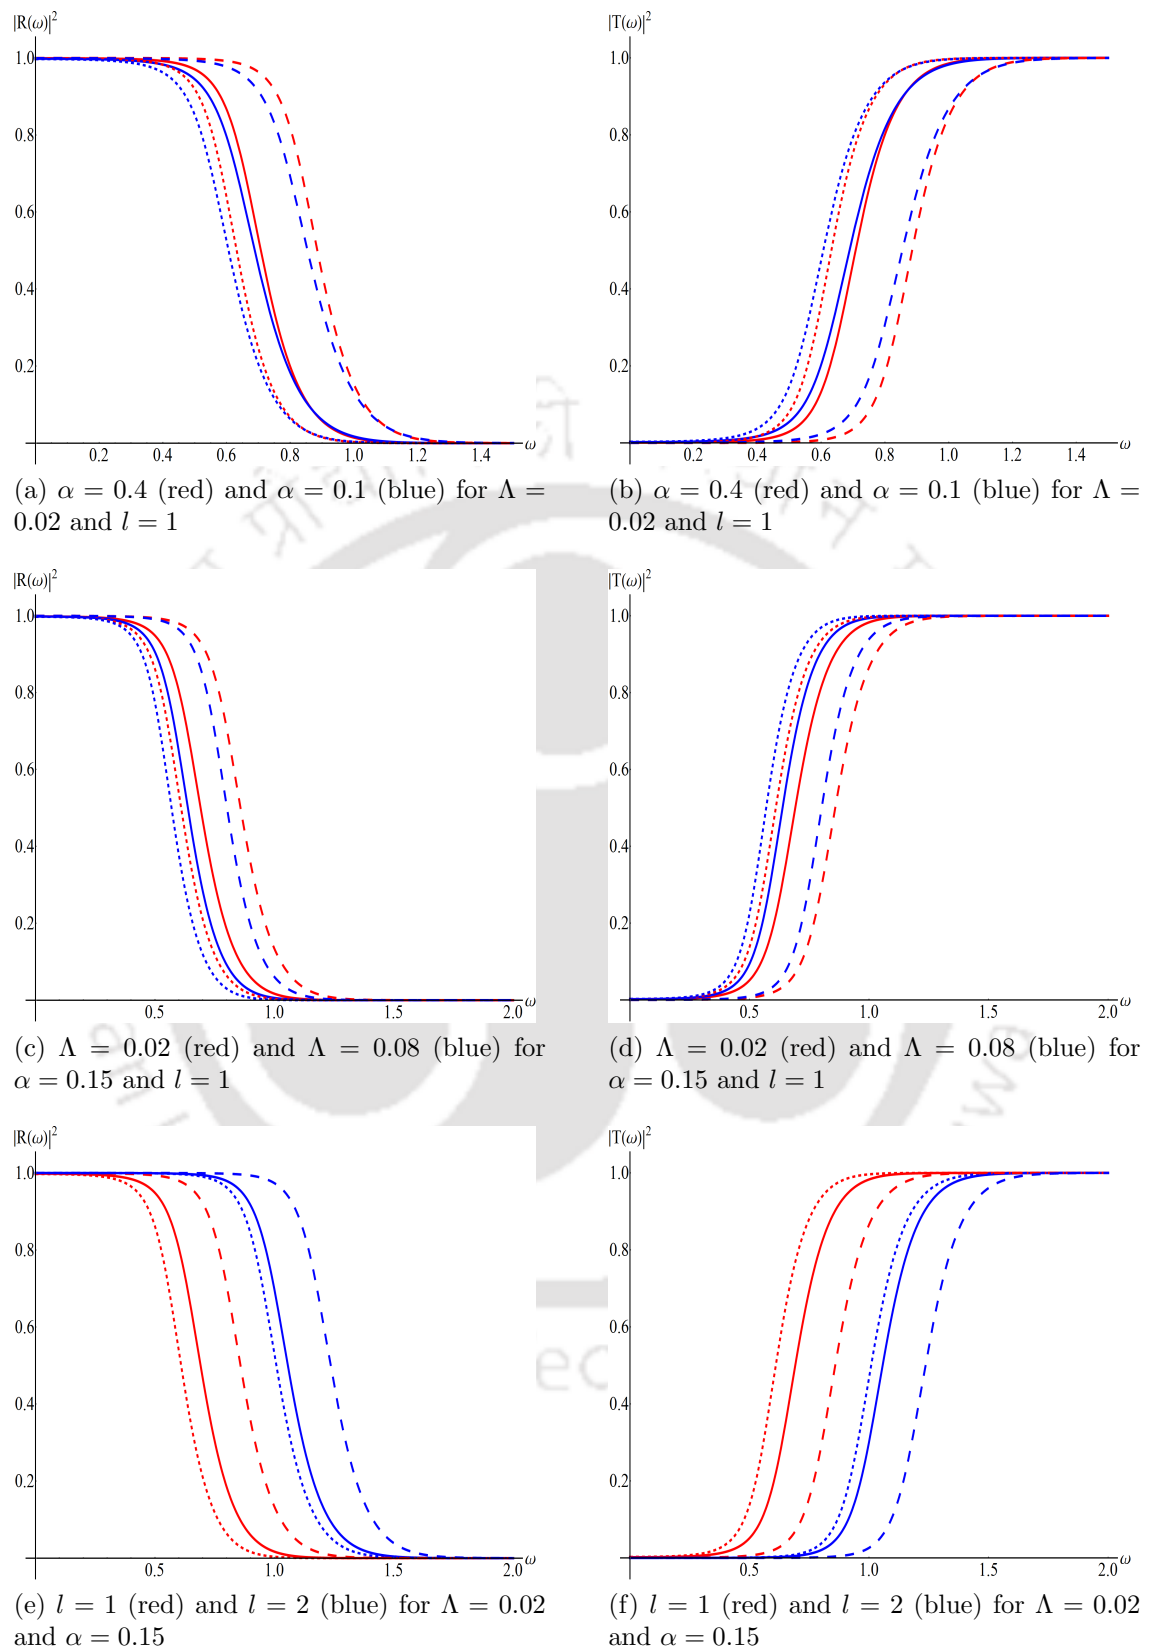 |R(ω)|²
1.0
0.8
0.6
0.4
0.2
0.2 0.4 0.6 0.8 1.0 1.2 1.4 ω
|T(ω)|²
1.0
0.8
0.6
0.4
0.2
0.2 0.4 0.6 0.8 1.0 1.2 1.4 ω
(a) α = 0.4 (red) and α = 0.1 (blue) for Λ =
0.02 and l = 1
(b) α = 0.4 (red) and α = 0.1 (blue) for Λ =
0.02 and l = 1
|R(ω)|²
1.0
0.8
0.6
0.4
0.2
0.5 1.0 1.5 2.0 ω
|T(ω)|²
1.0
0.8
0.6
0.4
0.2
0.5 1.0 1.5 2.0 ω
(c) Λ = 0.02 (red) and Λ = 0.08 (blue) for
α = 0.15 and l = 1
(d) Λ = 0.02 (red) and Λ = 0.08 (blue) for
α = 0.15 and l = 1
|R(ω)|²
1.0
0.8
0.6
0.4
0.2
0.5 1.0 1.5 2.0 ω
|T(ω)|²
1.0
0.8
0.6
0.4
0.2
0.5 1.0 1.5 2.0 ω
(e) l = 1 (red) and l = 2 (blue) for Λ = 0.02
and α = 0.15
(f) l = 1 (red) and l = 2 (blue) for Λ = 0.02
and α = 0.15